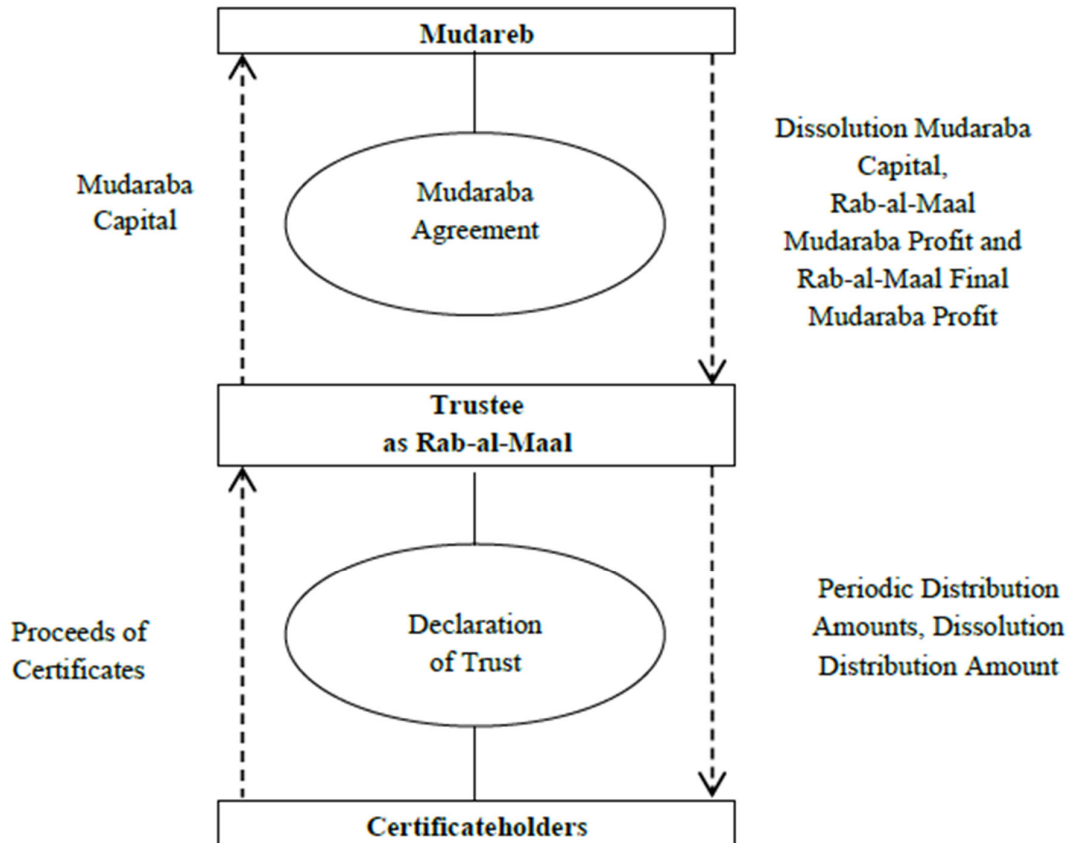 Mudareb
Mudaraba
Capital
Mudaraba
Agreement
Dissolution Mudaraba
Capital,
Rab-al-Maal
Mudaraba Profit and
Rab-al-Maal Final
Mudaraba Profit
Trustee
as Rab-al-Maal
Proceeds of
Certificates
Declaration
of Trust
Periodic Distribution
Amounts, Dissolution
Distribution Amount
Certificateholders